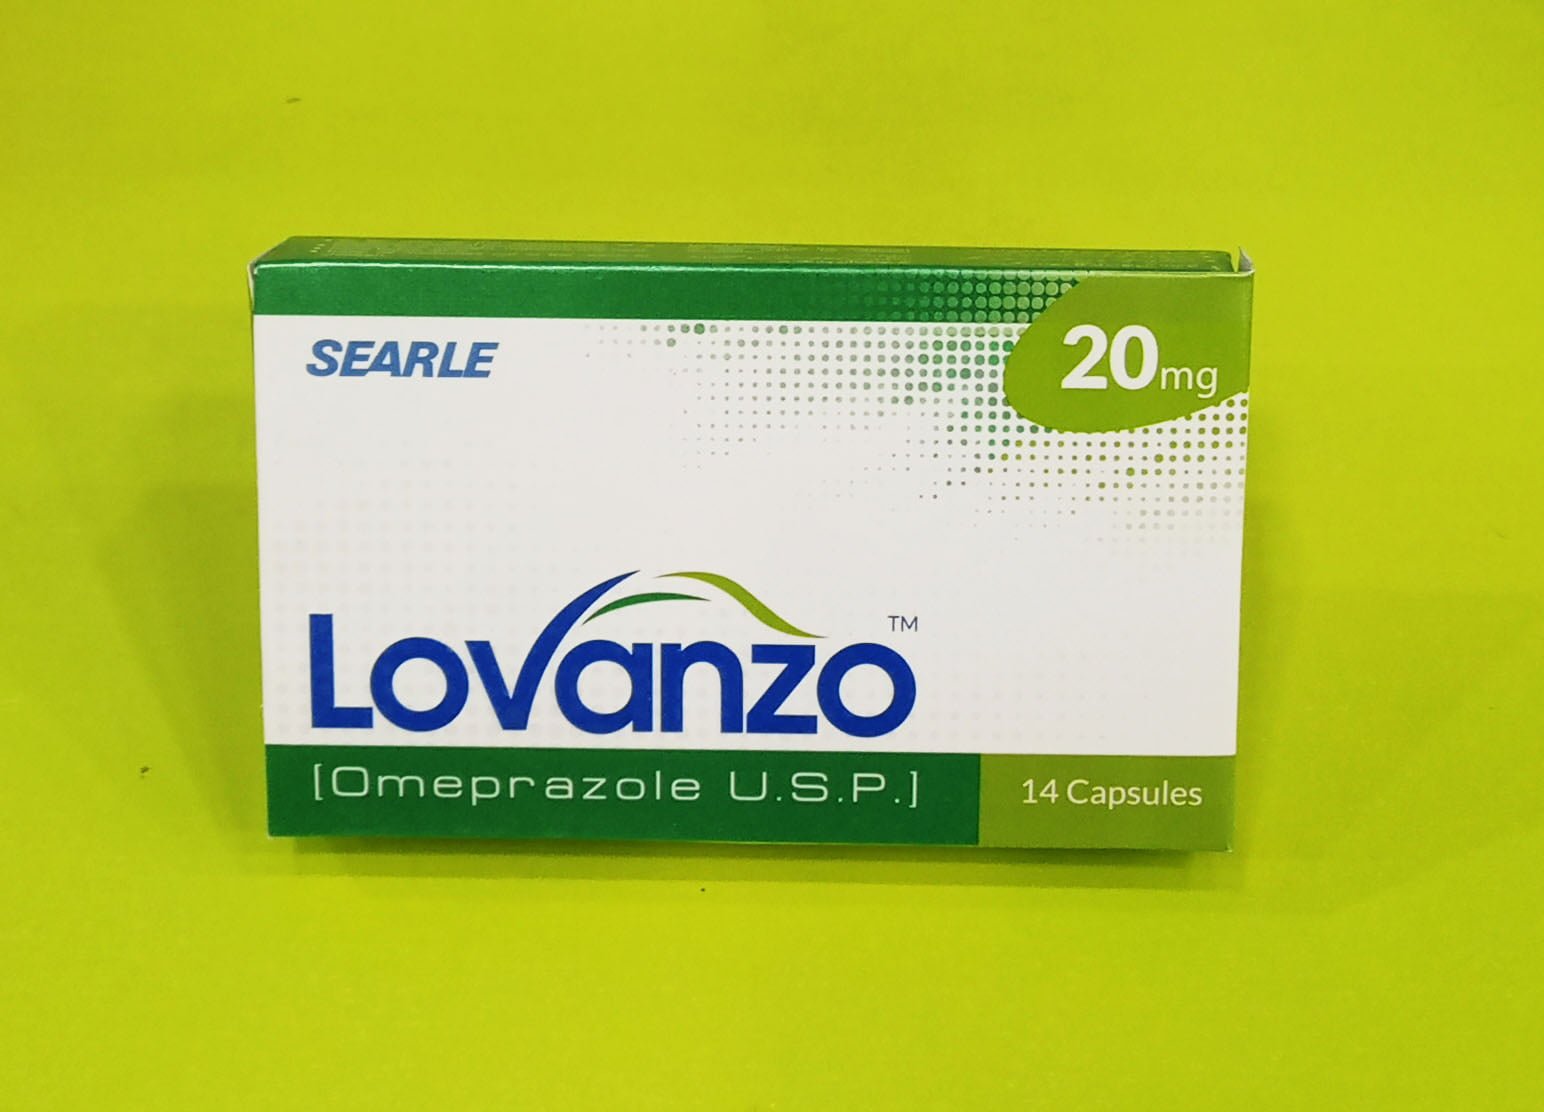 SEARLE
20mg
Lovanzo™
[Omeprazole U.S.P.]
14 Capsules